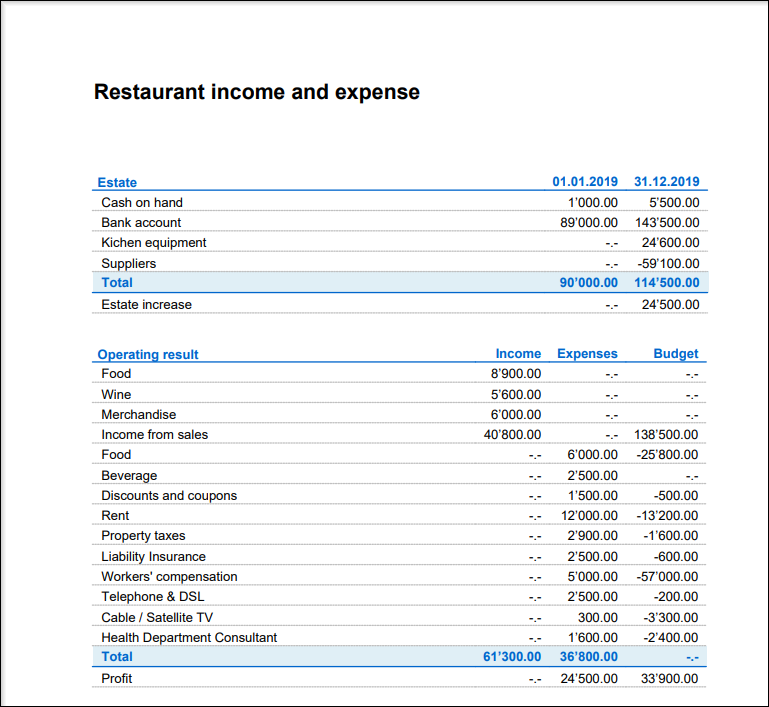 Restaurant income and expense
Estate 01.01.2019 31.12.2019
Cash on hand 1'000.00 5'500.00
Bank account 89'000.00 143'500.00
Kichen equipment -.- 24'600.00
Suppliers -.- -59'100.00
Total 90'000.00 114'500.00
Estate increase -.- 24'500.00
Operating result Income Expenses Budget
Food 8'900.00 -.- -.-
Wine 5'600.00 -.- -.-
Merchandise 6'000.00 -.- -.-
Income from sales 40'800.00 -.- 138'500.00
Food -.- 6'000.00 -25'800.00
Beverage -.- 2'500.00 -.-
Discounts and coupons -.- 1'500.00 -500.00
Rent -.- 12'000.00 -13'200.00
Property taxes -.- 2'900.00 -1'600.00
Liability Insurance -.- 2'500.00 -600.00
Workers' compensation -.- 5'000.00 -57'000.00
Telephone & DSL -.- 2'500.00 -200.00
Cable / Satellite TV -.- 300.00 -3'300.00
Health Department Consultant -.- 1'600.00 -2'400.00
Total 61'300.00 36'800.00 -.-
Profit -.- 24'500.00 33'900.00